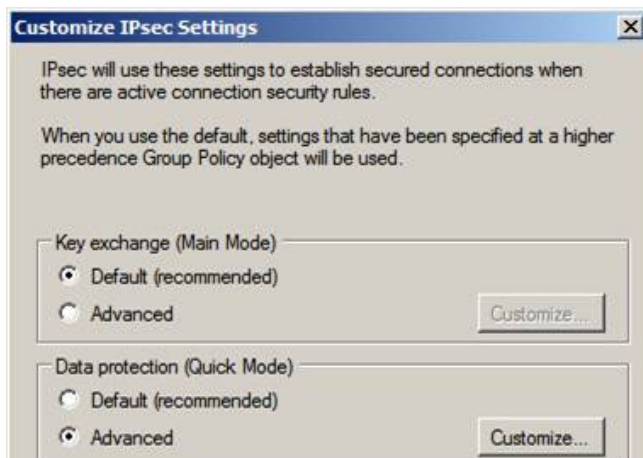 Customize IPsec Settings
IPsec will use these settings to establish secured connections when
there are active connection security rules.
When you use the default, settings that have been specified at a higher
precedence Group Policy object will be used.
Key exchange (Main Mode)
Default (recommended)
Advanced
Customize...
Data protection (Quick Mode)
Default (recommended)
Advanced
Customize...